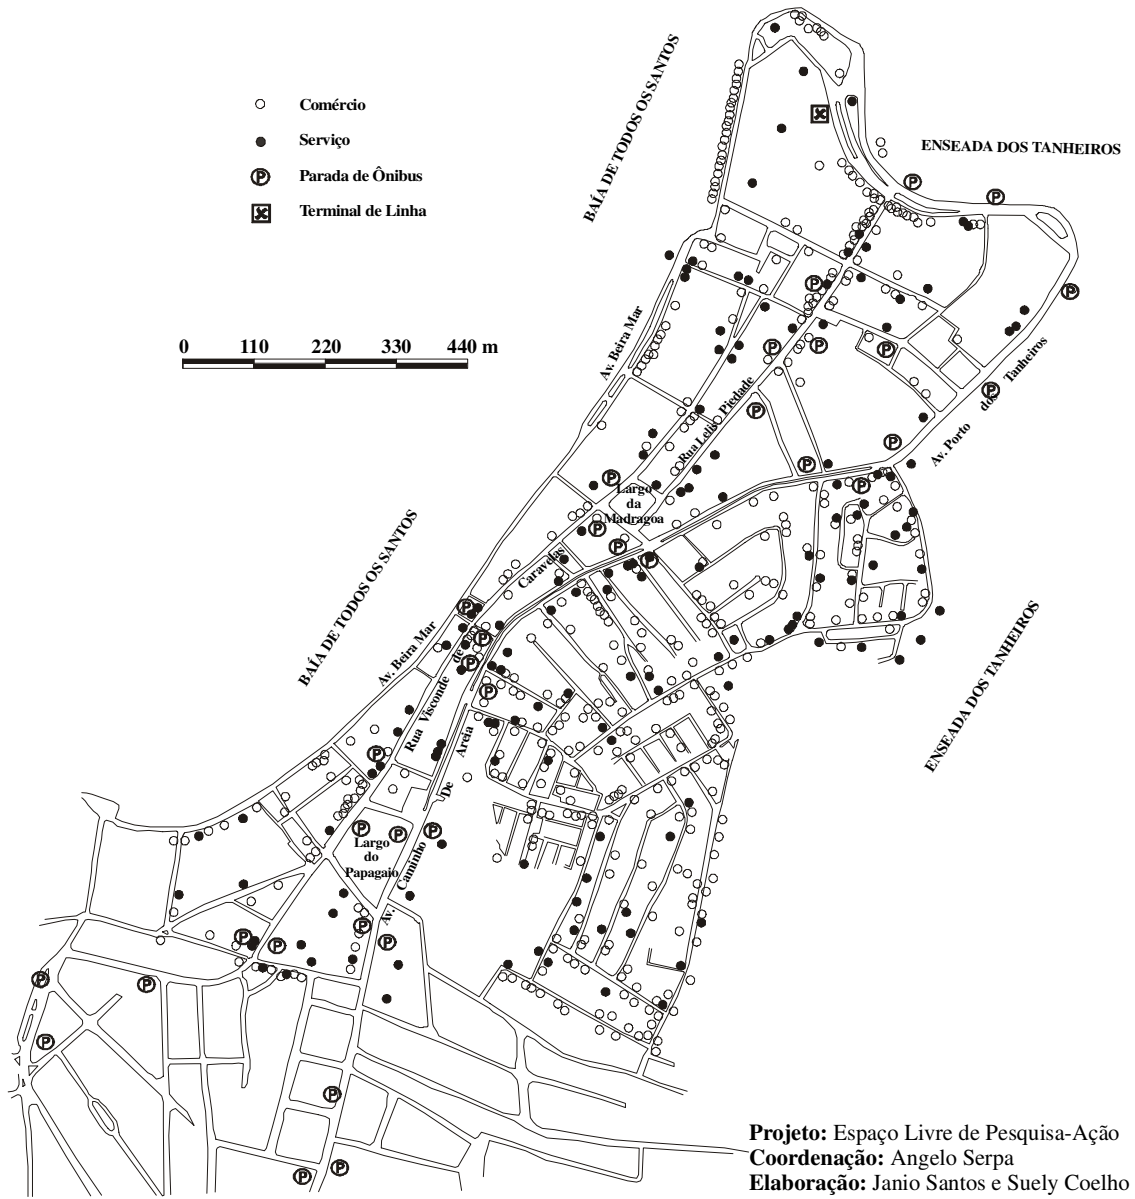 Comércio
Serviço
Parada de Ônibus
Terminal de Linha
BAÍA DE TODOS OS SANTOS
ENSEADA DOS TANHEIROS
0 110 220 330 440 m
Av. Beira Mar
Rua Lelis Piedade
Av. Porto dos Tanheiros
Largo
da
Madragoa
BAÍA DE TODOS OS SANTOS
Av. Beira Mar
Rua Visconde de Caravelas
ENSEADA DOS TANHEIROS
Av. Caminho De Areia
Largo
do
Papagaio
P
Projeto: Espaço Livre de Pesquisa-Ação
Coordenação: Angelo Serpa
Elaboração: Janio Santos e Suely Coelho